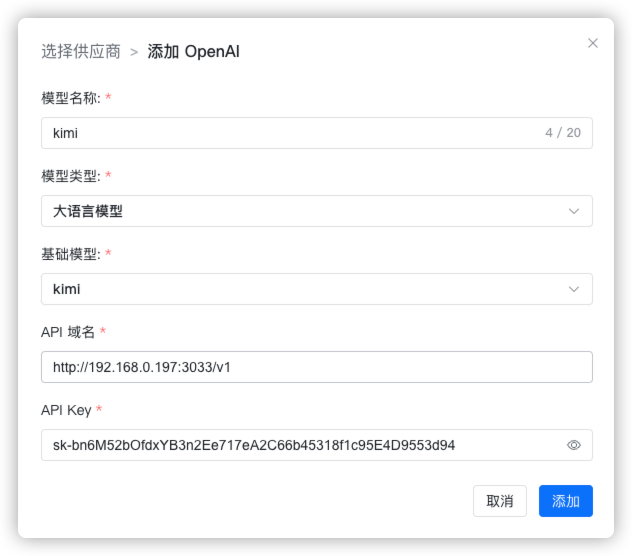 选择供应商 > 添加 OpenAI
模型名称: *
kimi 4 / 20
模型类型: *
大语言模型
基础模型: *
kimi
API 域名 *
http://192.168.0.197:3033/v1
API Key *
sk-bn6M52bOfdxYB3n2Ee717eA2C66b45318f1c95E4D9553d94
取消 添加